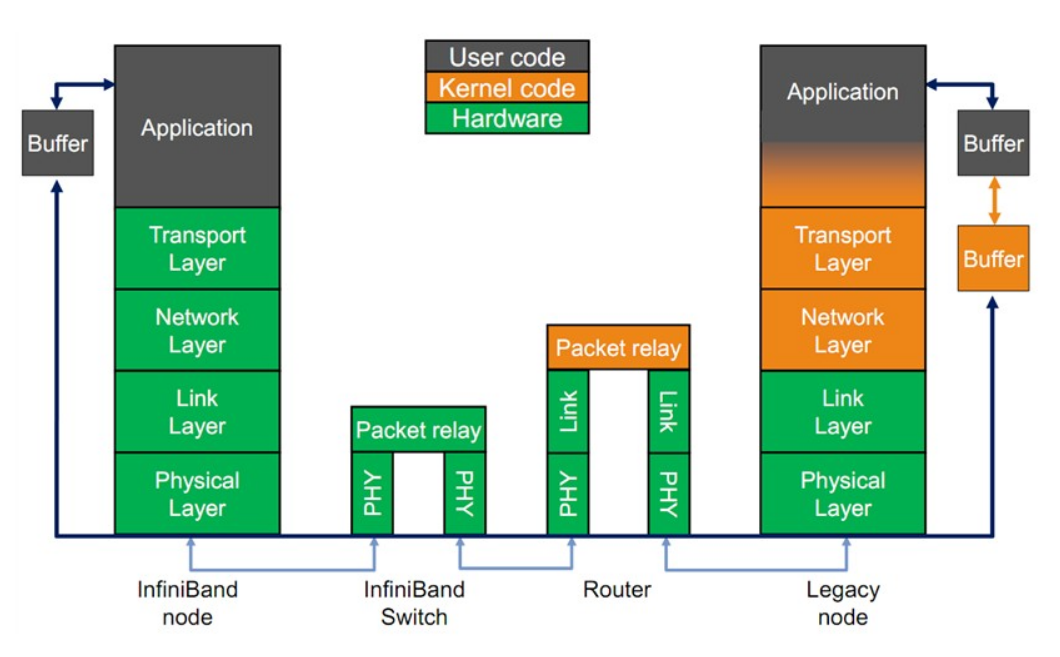 User code
Kernel code
Hardware
Buffer
Application
Transport
Layer
Network
Layer
Link
Layer
Physical
Layer
Packet relay
PHY
PHY
Packet relay
Link
Link
PHY
PHY
Application
Transport
Layer
Network
Layer
Link
Layer
Physical
Layer
Buffer
Buffer
InfiniBand
node
InfiniBand
Switch
Router
Legacy
node